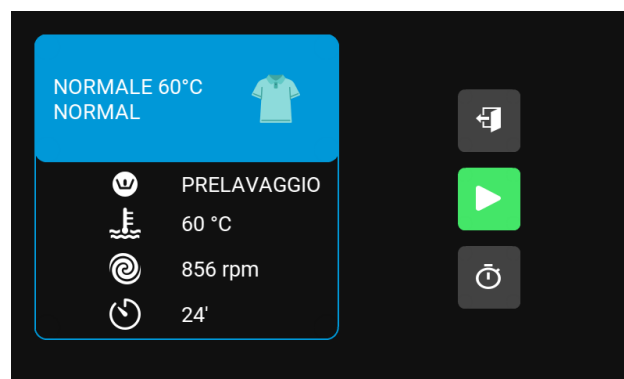 NORMALE 60°C
NORMAL
PRELAVAGGIO
60 °C
856 rpm
24'